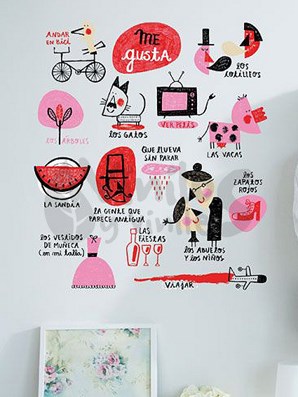 ANDAR
EN BICI
ME
GUSTA
LOS
LOS GATOS
VER PELIS
LOS ÁRBOLES
LAS VACAS
QUE LLUEVA
SIN PARAR
LA SANDÍA
LA GENTE QUE
PARECE ANTIGUA
LOS
ZAPATOS
ROJOS
LOS VESTIDOS
DE MUÑECA
(con mi talla)
LAS
FIESTAS
LOS ABUELOS
Y LOS NIÑOS
VIAJAR